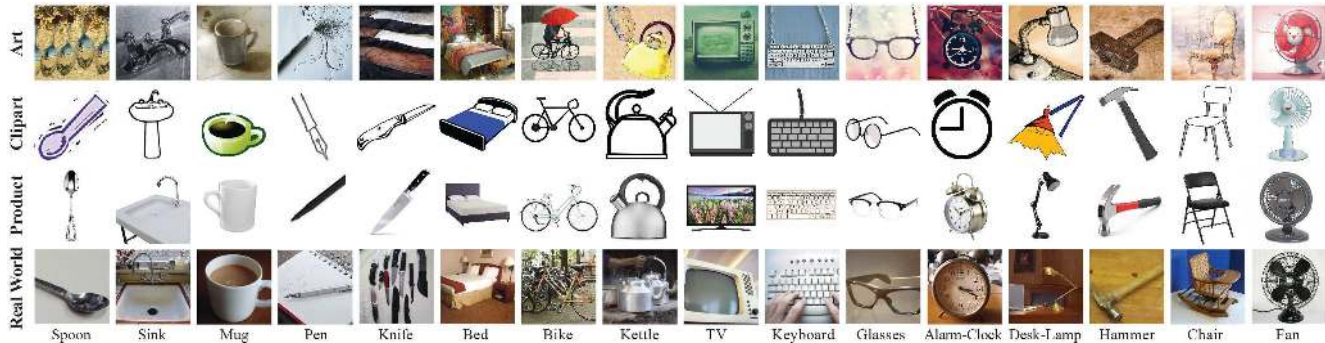 Art
Clipart
Product
Real World
Spoon Sink Mug Pen Knife Bed Bike Kettle TV Keyboard Glasses Alarm-Clock Desk-Lamp Hammer Chair Fan